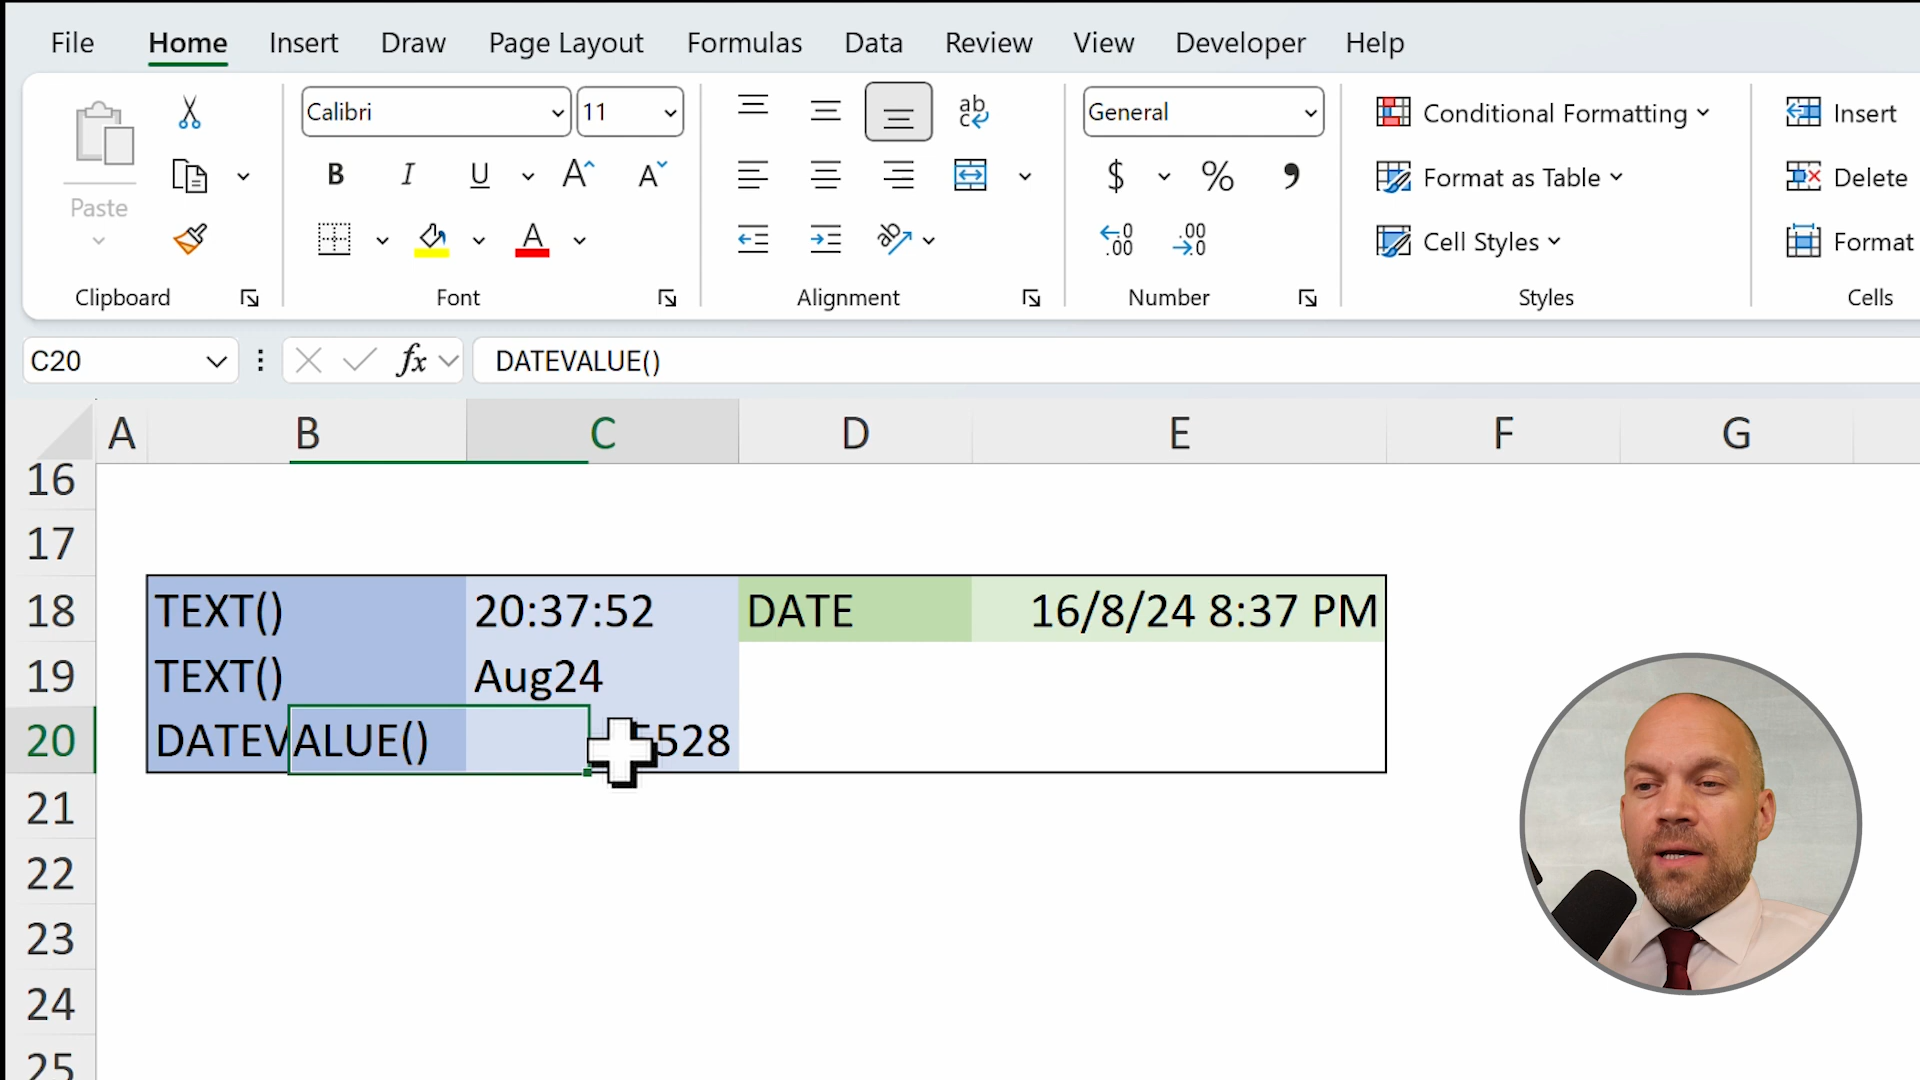 File Home Insert Draw Page Layout Formulas Data Review View Developer Help
Calibri 11 General
Conditional Formatting Insert
B I U $ % Format as Table Delete
Paste
Cell Styles Format
Clipboard Font Alignment Number Styles Cells
C20 fx DATEVALUE()
A B C D E F G
16
17
18 TEXT() 20:37:52 DATE 16/8/24 8:37 PM
19 TEXT() Aug24
20 DATEVALUE() 5528
21
22
23
24
25